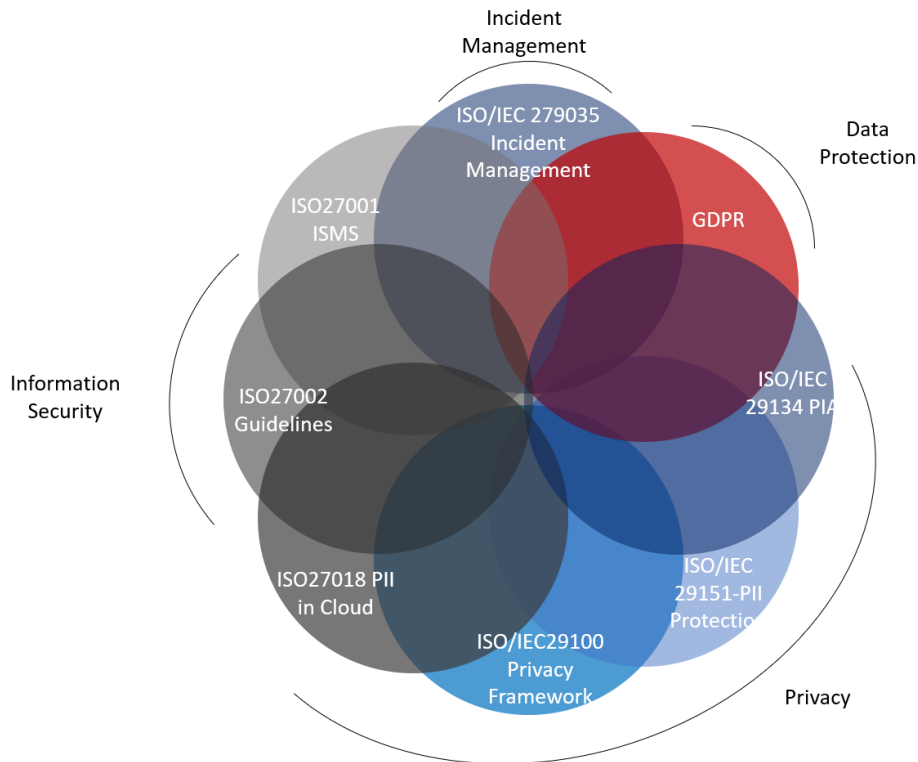 Incident
Management
ISO/IEC 279035
Incident
Management
Data
Protection
GDPR
ISO27001
ISMS
Information
Security
ISO27002
Guidelines
ISO/IEC
29134 PIA
ISO27018 PII
in Cloud
ISO/IEC
29151-PII
Protection
ISO/IEC29100
Privacy
Framework
Privacy